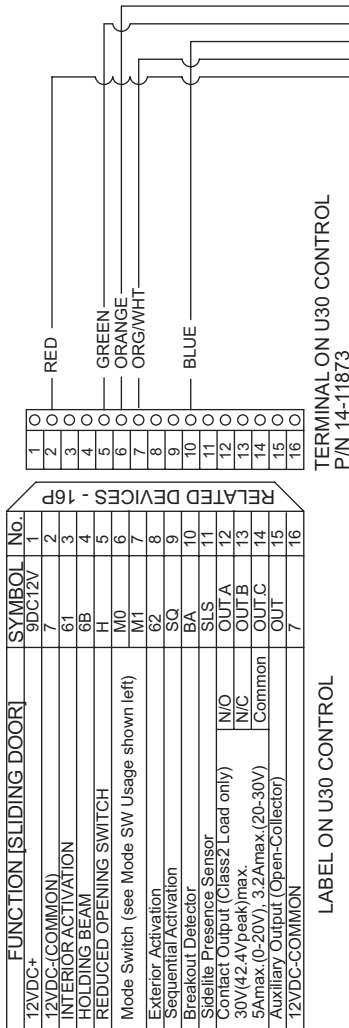 FUNCTION [SLIDING DOOR] SYMBOL No.
12VDC+ 9DC12V 1
12VDC-(COMMON) 7 2
INTERIOR ACTIVATION 61 3
HOLDING BEAM 6B 4
REDUCED OPENING SWITCH H 5
Mode Switch (see Mode SW Usage shown left) M0 6
M1 7
Exterior Activation 62 8
Sequential Activation SQ 9
Breakout Detector BA 10
Sidelite Presence Sensor SLS 11
Contact Output (Class2 Load only) N/O OUT.A 12
30V(42.4Vpeak)max. N/C OUT.B 13
5Amax.(0-20V), 3.2Amax.(20-30V) Common OUT.C 14
Auxiliary Output (Open-Collector) OUT 15
12VDC-COMMON 7 16
RELATED DEVICES - 16P
LABEL ON U30 CONTROL
1
2 RED
3
4
5 GREEN
6 ORANGE
7 ORG/WHT
8
9
10 BLUE
11
12
13
14
15
16
TERMINAL ON U30 CONTROL
P/N 14-11873